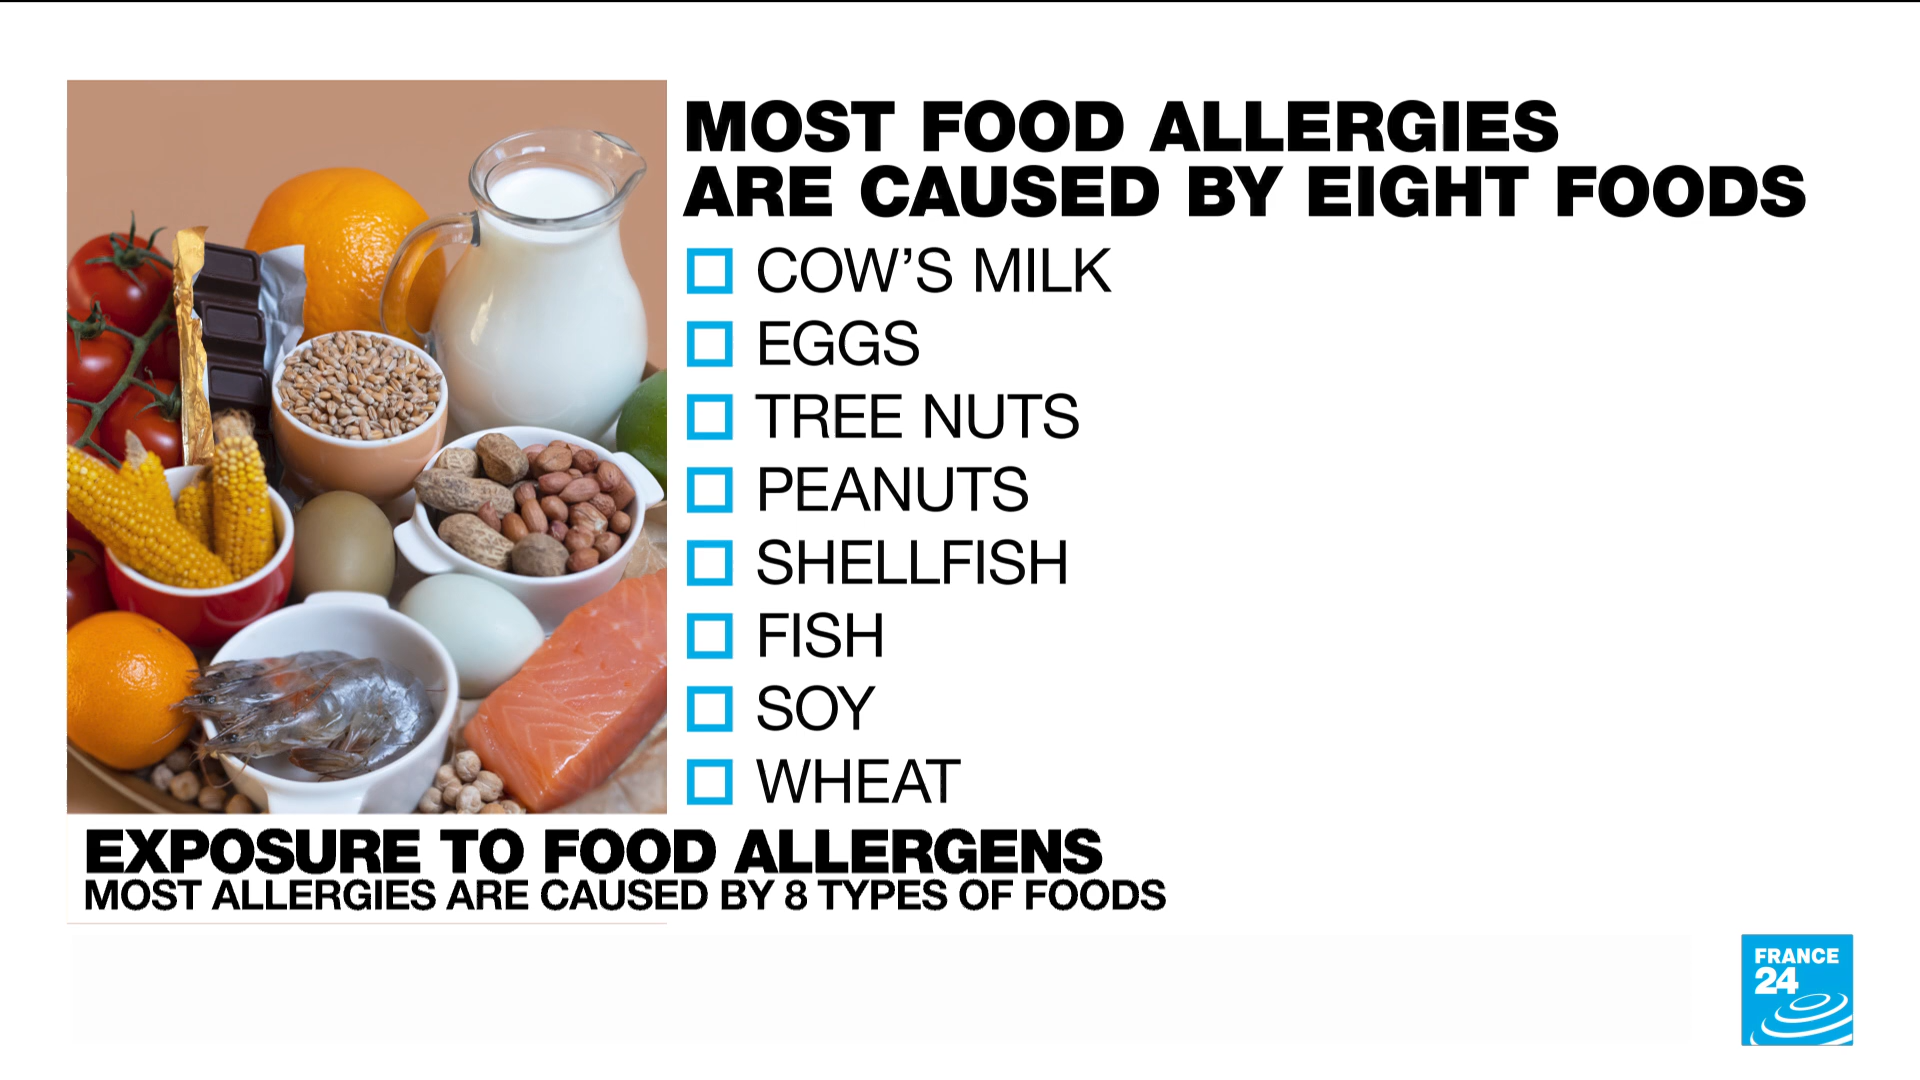 MOST FOOD ALLERGIES
ARE CAUSED BY EIGHT FOODS
COW'S MILK
EGGS
TREE NUTS
PEANUTS
SHELLFISH
FISH
SOY
WHEAT
EXPOSURE TO FOOD ALLERGENS
MOST ALLERGIES ARE CAUSED BY 8 TYPES OF FOODS
FRANCE
24